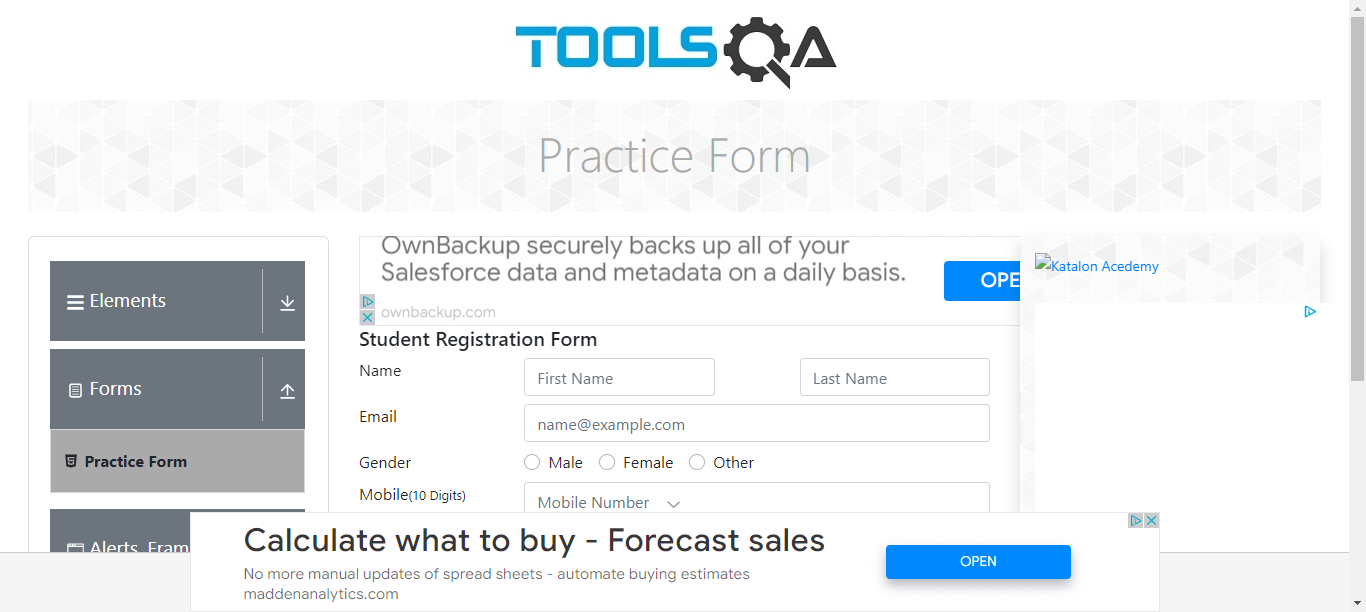 TOOLSQA
Practice Form
Elements
Forms
Practice Form
Alerts, Fram
OwnBackup securely backs up all of your
Salesforce data and metadata on a daily basis.
OPE
ownbackup.com
Student Registration Form
Name
First Name
Last Name
Email
name@example.com
Gender
Male
Female
Other
Mobile(10 Digits)
Mobile Number
Katalon Acedemy
Calculate what to buy - Forecast sales
No more manual updates of spread sheets - automate buying estimates
maddenanalytics.com
OPEN